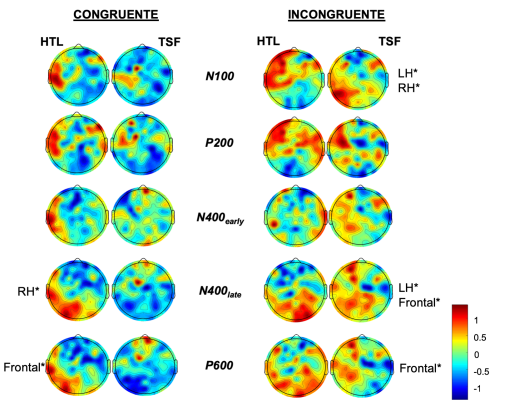 CONGRUENTE INCONGRUENTE
HTL TSF HTL TSF
N100 LH*
RH*
P200
N400early
RH* N400late LH*
Frontal*
Frontal* P600 Frontal*
1
0.5
0
-0.5
-1